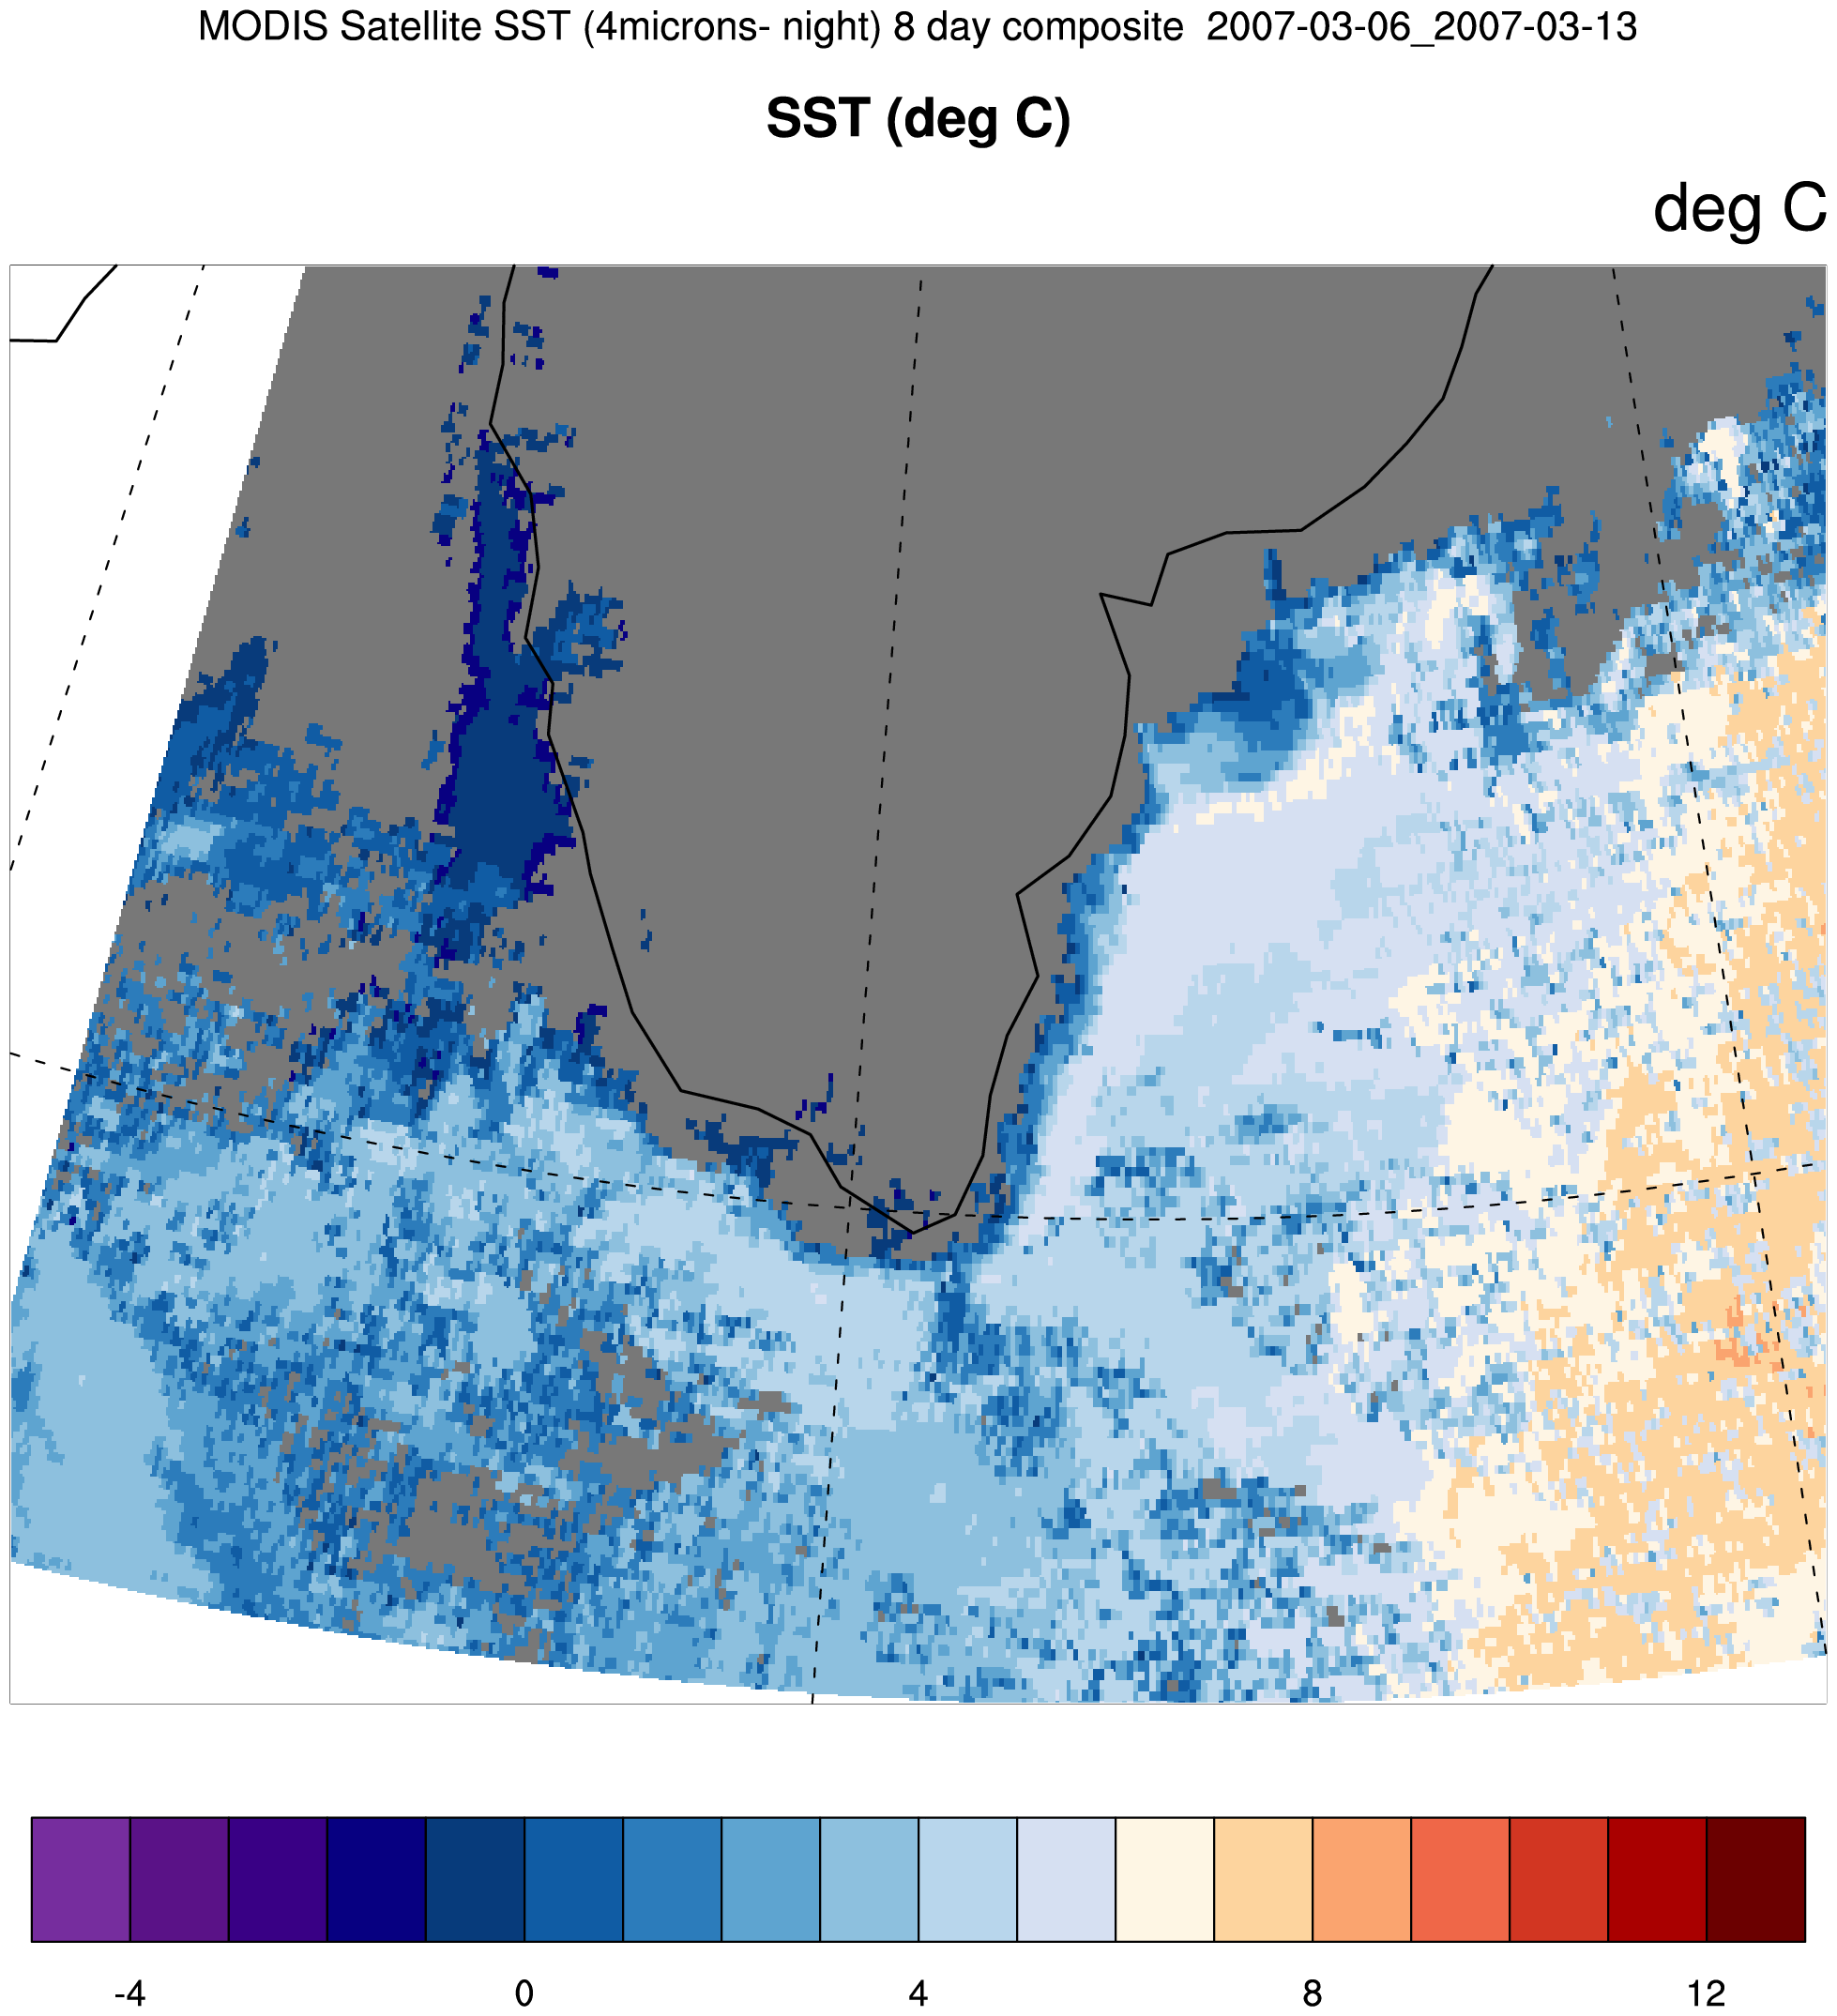 MODIS Satellite SST (4microns- night) 8 day composite  2007-03-06_2007-03-13
SST (deg C)
deg C
-4 0 4 8 12